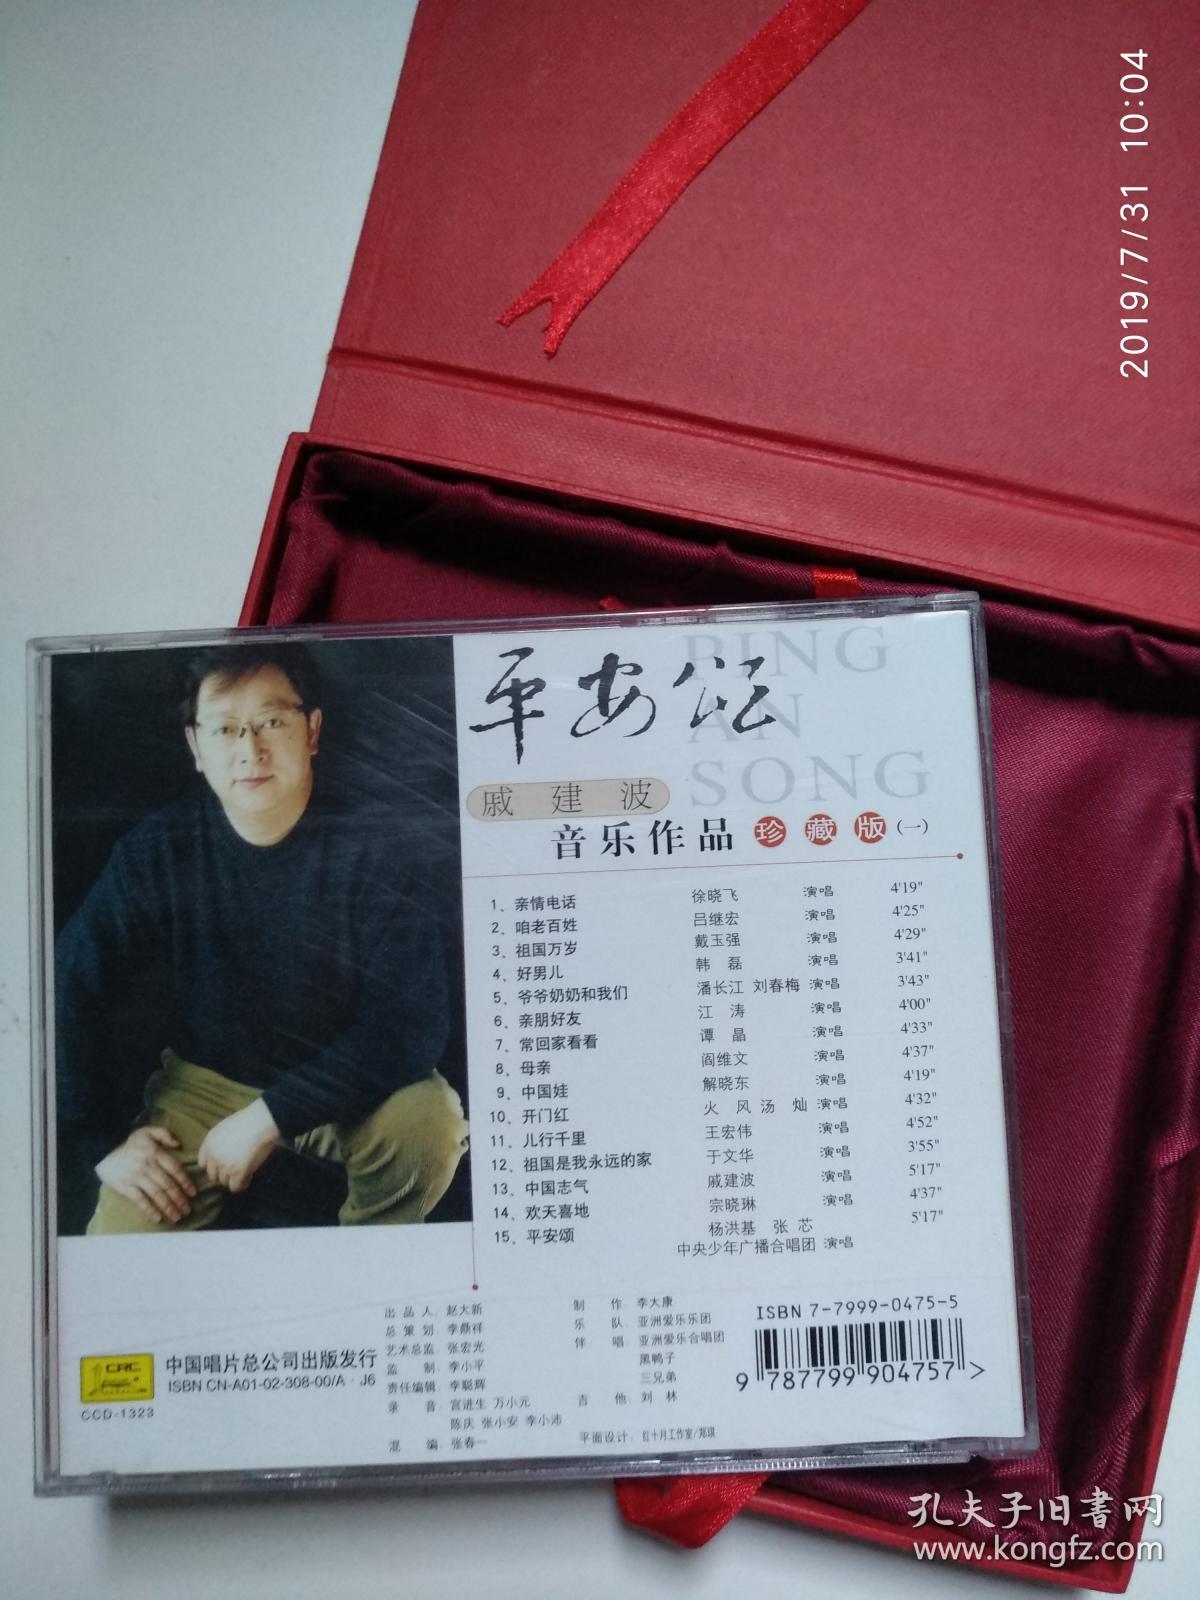 2019/7/31 10:04
平安颂
PING
AN
SONG
戚建波
音乐作品 珍藏版 (一)
1、亲情电话 徐晓飞 演唱 4'19"
2、咱老百姓 吕继宏 演唱 4'25"
3、祖国万岁 戴玉强 演唱 4'29"
4、好男儿 韩磊 演唱 3'41"
5、爷爷奶奶和我们 潘长江 刘春梅 演唱 3'43"
6、亲朋好友 江涛 演唱 4'00"
7、常回家看看 谭晶 演唱 4'33"
8、母亲 阎维文 演唱 4'37"
9、中国娃 解晓东 演唱 4'19"
10、开门红 火风 汤灿 演唱 4'32"
11、儿行千里 王宏伟 演唱 4'52"
12、祖国是我永远的家 于文华 演唱 3'55"
13、中国志气 戚建波 演唱 5'17"
14、欢天喜地 宗晓琳 演唱 4'37"
15、平安颂 杨洪基 张芯 5'17"
中央少年广播合唱团 演唱
出品人：赵大新
总策划：李鼎祥
艺术总监：张宏光
监制：李小平
责任编辑：李聪辉
录音：宫进生 万小元
陈庆 张小安 李小沛
混编：张春一
制作：李大康
乐队：亚洲爱乐乐团
伴唱：亚洲爱乐合唱团
黑鸭子
三兄弟
吉他：刘林
平面设计：红十月工作室/郑琪
CRC
中国唱片总公司出版发行
ISBN CN-A01-02-308-00/A·J6
CCD-1323
ISBN 7-7999-0475-5
9 787799 904757 >
孔夫子旧书网
www.kongfz.com